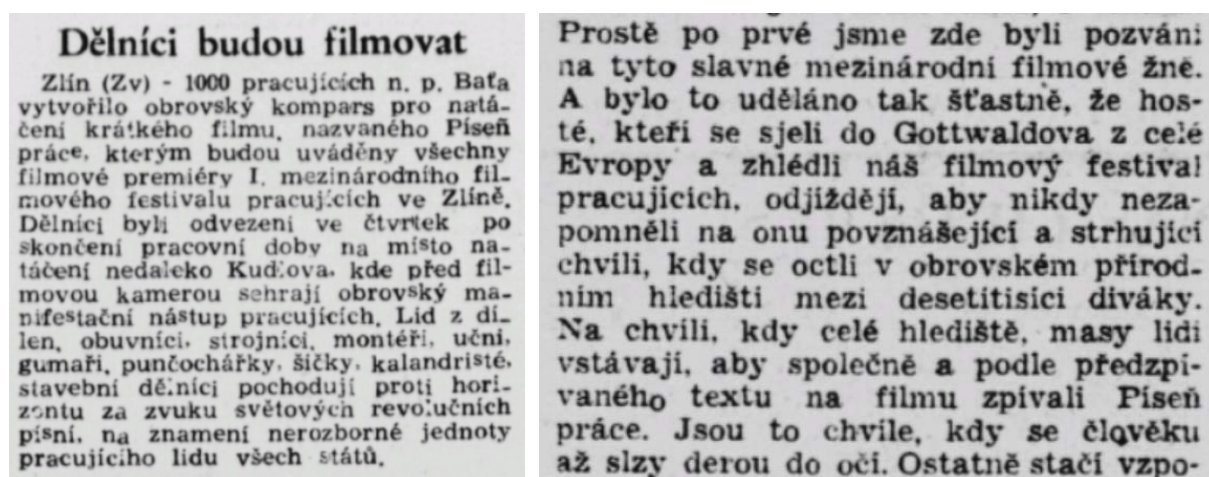 Dělníci budou filmovat
Zlín (Zv) - 1000 pracujících n. p. Baťa
vytvořilo obrovský kompars pro natá-
čení krátkého filmu, nazvaného Píseň
práce, kterým budou uváděny všechny
filmové premiéry I. mezinárodního fil-
mového festivalu pracujících ve Zlíně.
Dělníci byli odvezeni ve čtvrtek po
skončení pracovní doby na místo na-
táčení nedaleko Kudlova, kde před fil-
movou kamerou sehrají obrovský ma-
nifestační nástup pracujících. Lid z dí-
len, obuvníci, strojníci, montéři, učni,
gumaři, punčochářky, šičky, kalandristé,
stavební dělníci pochodují proti hori-
zontu za zvuku světových revolučních
písní, na znamení nerozborné jednoty
pracujícího lidu všech států.
Prostě po prvé jsme zde byli pozváni
na tyto slavné mezinárodní filmové žně.
A bylo to uděláno tak šťastně, že hos-
té, kteří se sjeli do Gottwaldova z celé
Evropy a zhlédli náš filmový festival
pracujících, odjíždějí, aby nikdy neza-
pomněli na onu povznášející a strhující
chvíli, kdy se octli v obrovském přírod-
ním hledišti mezi desetitisíci diváky.
Na chvíli, kdy celé hlediště, masy lidí
vstávají, aby společně a podle předzpí-
vaného textu na filmu zpívali Píseň
práce. Jsou to chvíle, kdy se člověku
až slzy derou do očí. Ostatně stačí vzpo-